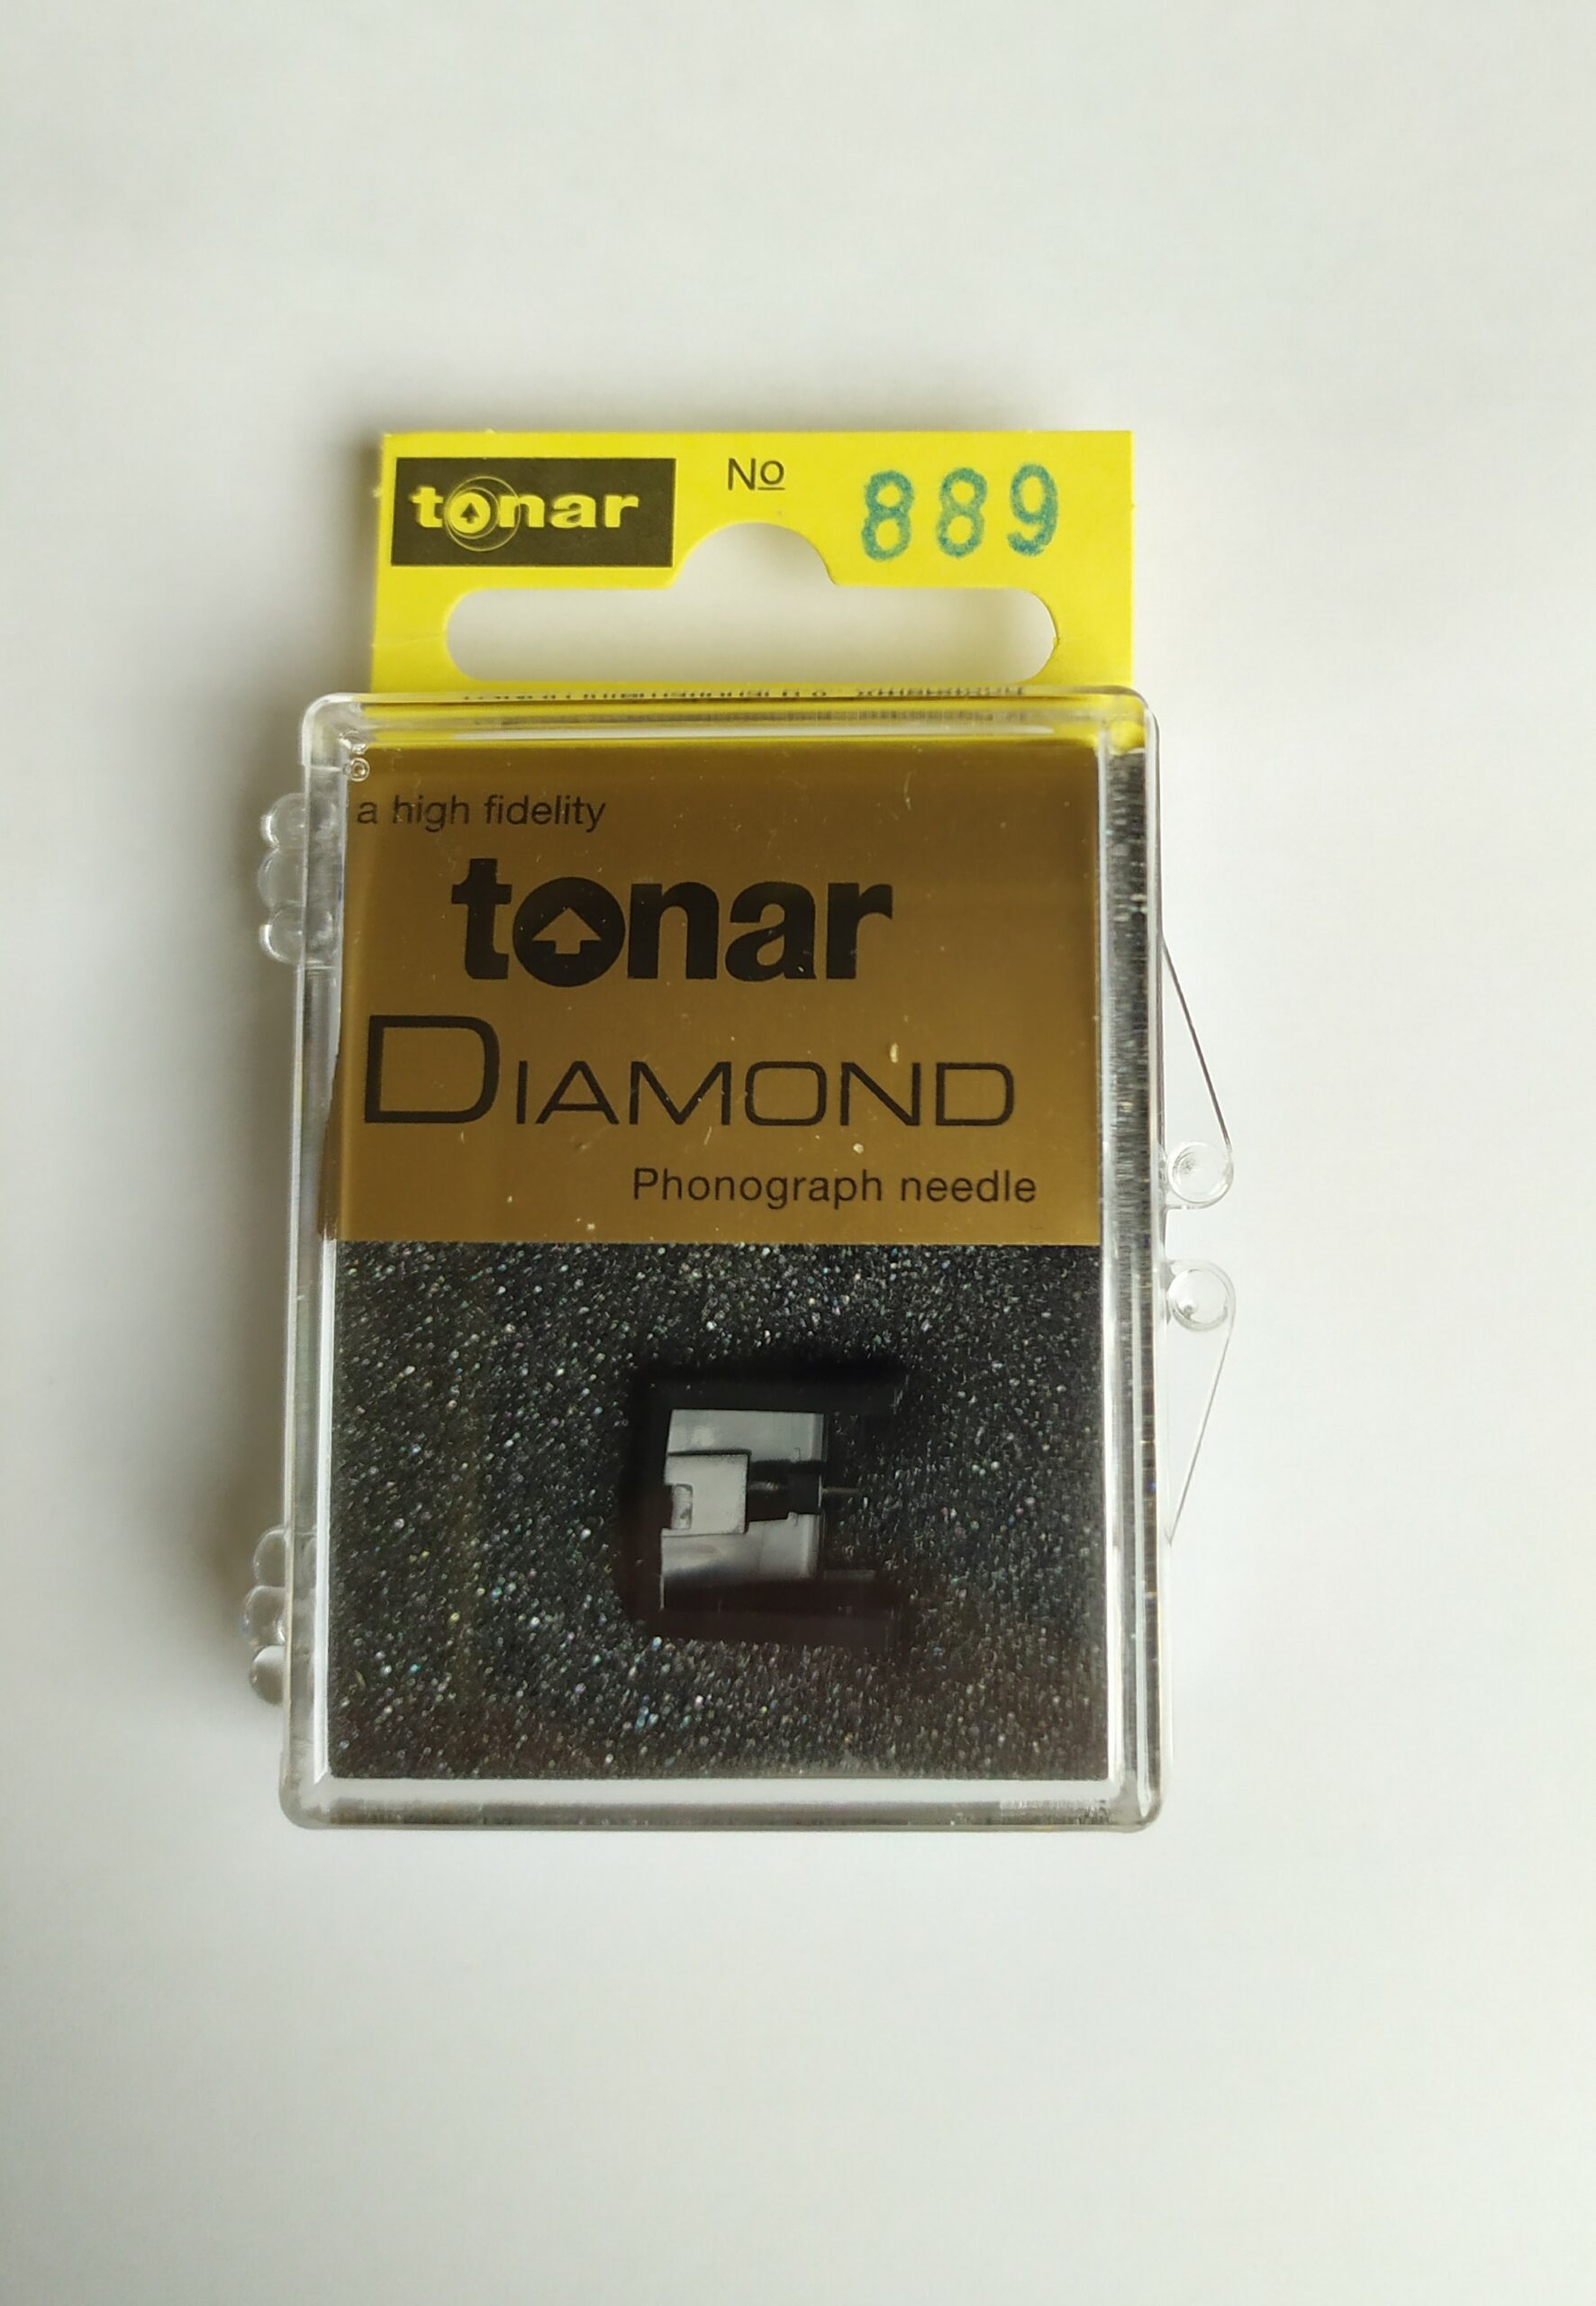 tonar
No
889
a high fidelity
tonar
DIAMOND
Phonograph needle